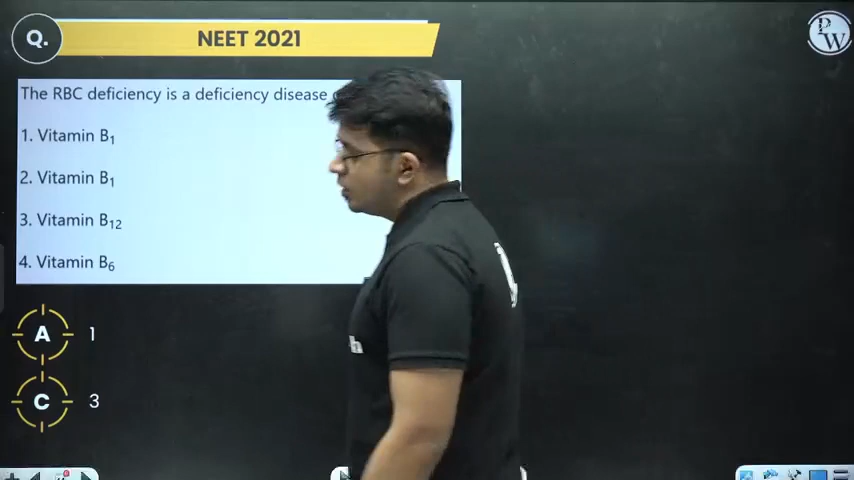 Q.
NEET 2021
P
W
The RBC deficiency is a deficiency disease
1. Vitamin B₁
2. Vitamin B₁
3. Vitamin B₁₂
4. Vitamin B₆
A 1
C 3